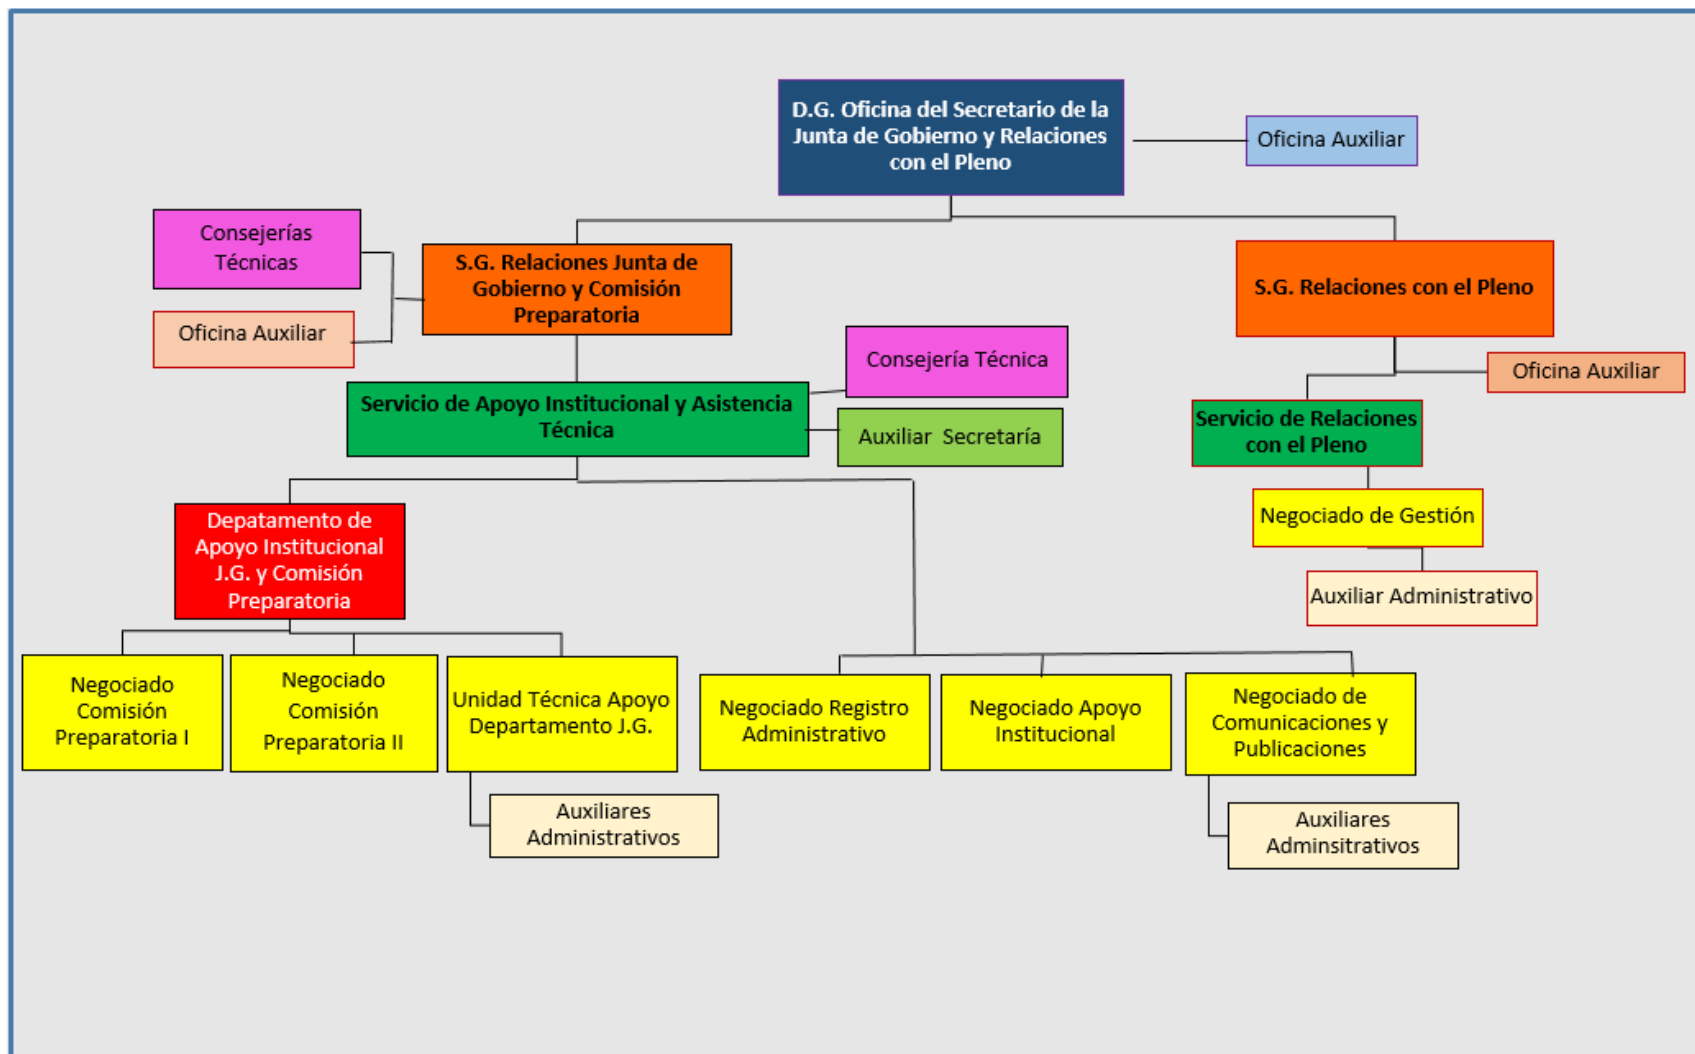 D.G. Oficina del Secretario de la
Junta de Gobierno y Relaciones
con el Pleno
Oficina Auxiliar
Consejerías
Técnicas
S.G. Relaciones Junta de
Gobierno y Comisión
Preparatoria
S.G. Relaciones con el Pleno
Oficina Auxiliar
Consejería Técnica
Oficina Auxiliar
Servicio de Apoyo Institucional y Asistencia
Técnica
Auxiliar Secretaría
Servicio de Relaciones
con el Pleno
Negociado de Gestión
Depatamento de
Apoyo Institucional
J.G. y Comisión
Preparatoria
Auxiliar Administrativo
Negociado
Comisión
Preparatoria I
Negociado
Comisión
Preparatoria II
Unidad Técnica Apoyo
Departamento J.G.
Negociado Registro
Administrativo
Negociado Apoyo
Institucional
Negociado de
Comunicaciones y
Publicaciones
Auxiliares
Administrativos
Auxiliares
Adminsitrativos